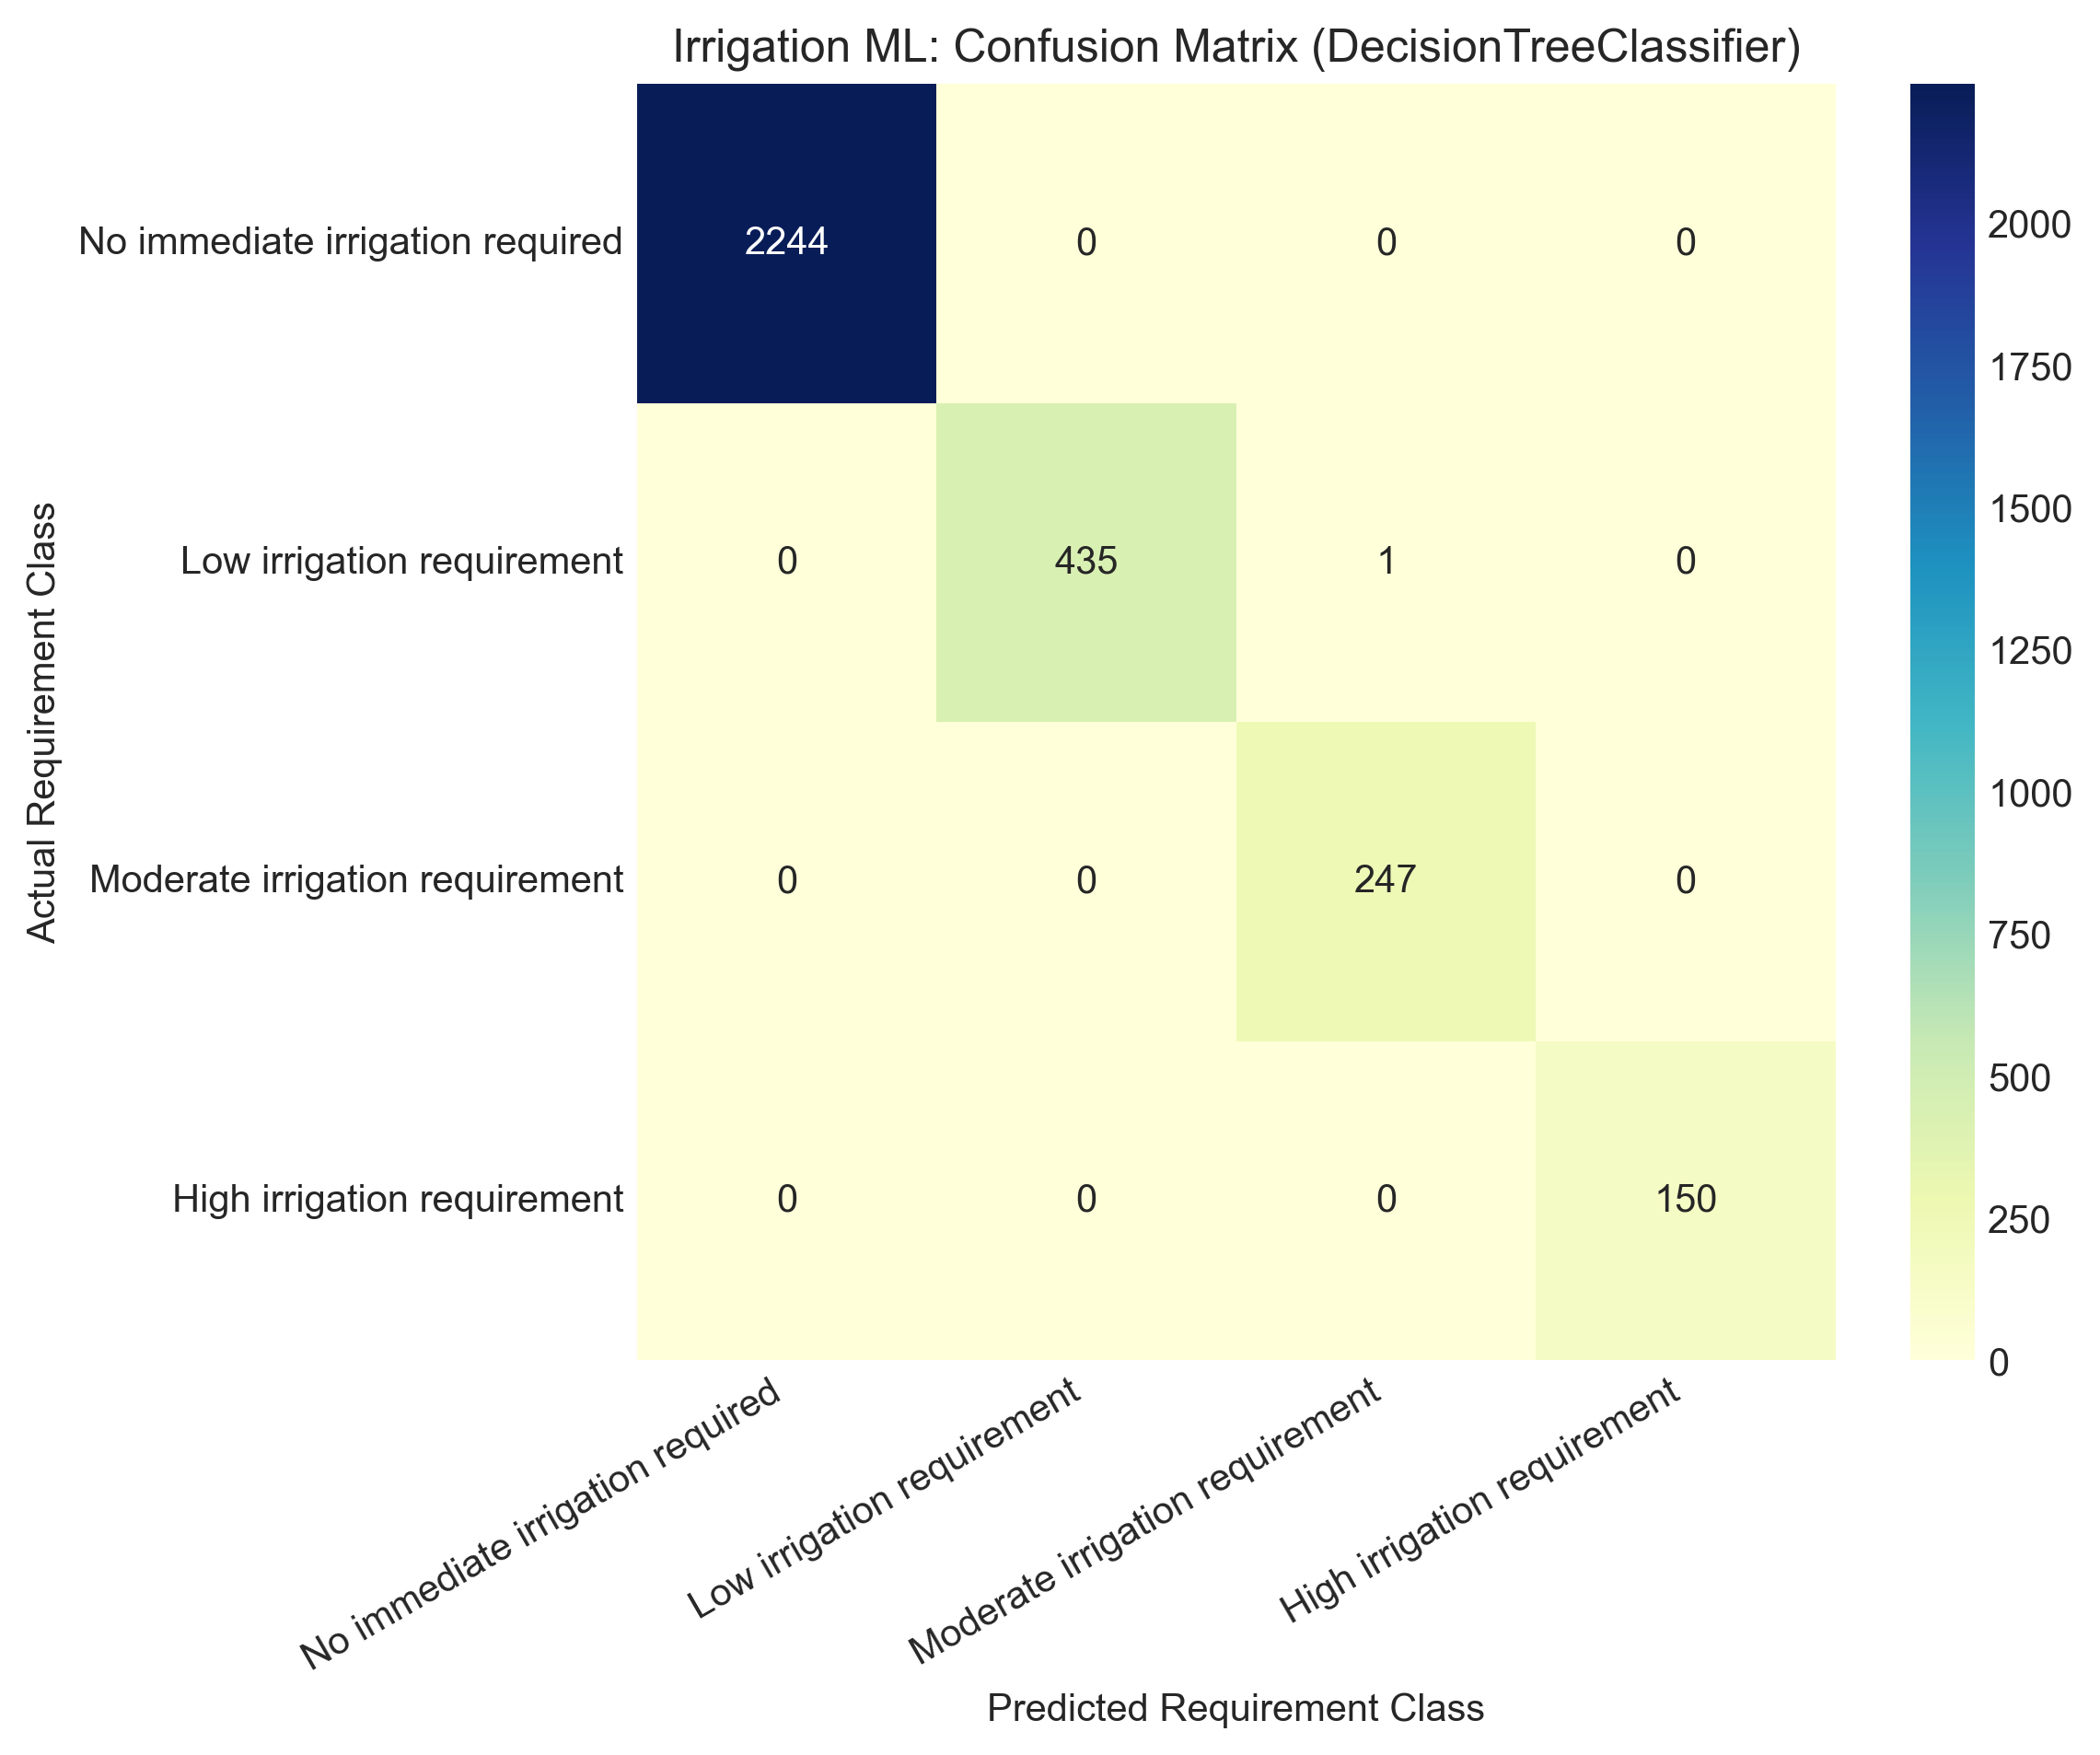 Irrigation ML: Confusion Matrix (DecisionTreeClassifier)
Actual Requirement Class
No immediate irrigation required
2244 0 0 0
Low irrigation requirement
0 435 1 0
Moderate irrigation requirement
0 0 247 0
High irrigation requirement
0 0 0 150
No immediate irrigation required
Low irrigation requirement
Moderate irrigation requirement
High irrigation requirement
Predicted Requirement Class
2000
1750
1500
1250
1000
750
500
250
0